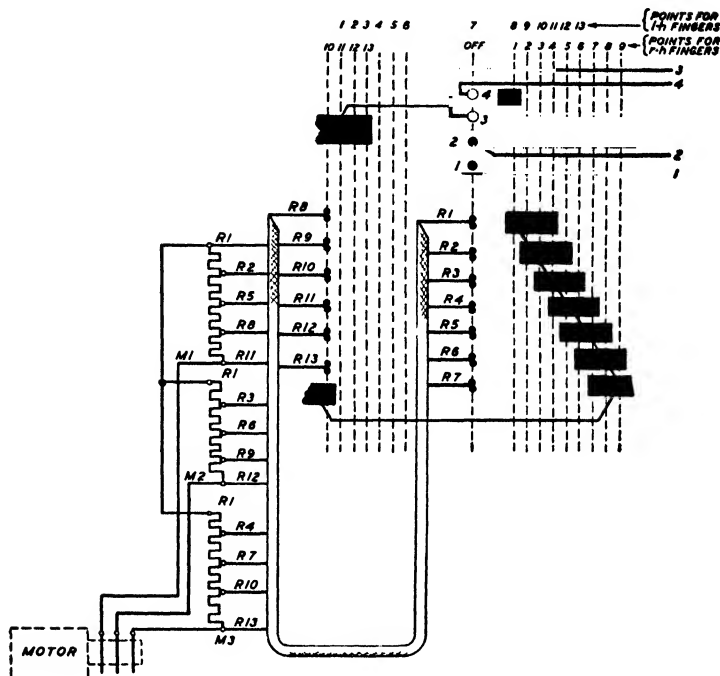 1 2 3 4 5 6 7 8 9 10 11 12 13
POINTS FOR
l-h FINGERS
10 11 12 13 OFF 1 2 3 4 5 6 7 8 9
POINTS FOR
r-h FINGERS
3
4
4
3
2
2
1
1
R8
R1
R1
R9
R2
R2
R10
R3
R5
R11
R4
R8
R12
R5
M1
R11
R13
R6
R1
R7
R3
R6
R9
M2
R12
R1
R4
R7
R10
R13
M3
MOTOR